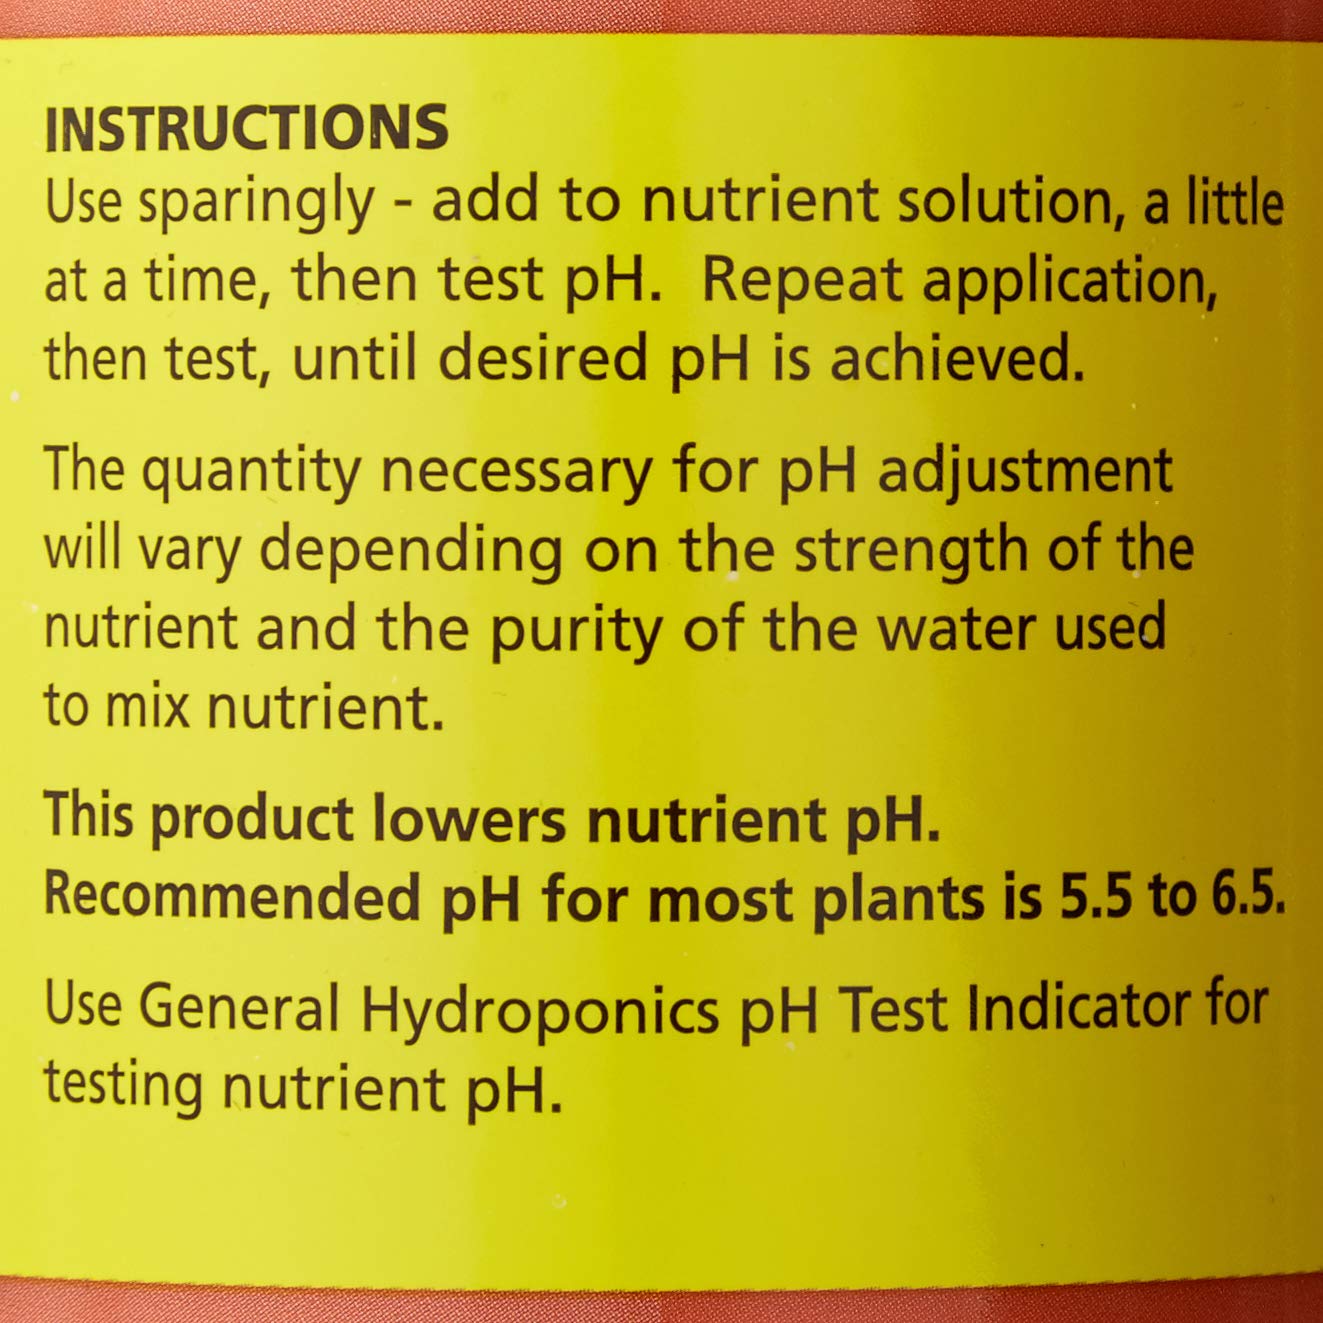 INSTRUCTIONS
Use sparingly - add to nutrient solution, a little
at a time, then test pH. Repeat application,
then test, until desired pH is achieved.
The quantity necessary for pH adjustment
will vary depending on the strength of the
nutrient and the purity of the water used
to mix nutrient.
This product lowers nutrient pH.
Recommended pH for most plants is 5.5 to 6.5.
Use General Hydroponics pH Test Indicator for
testing nutrient pH.